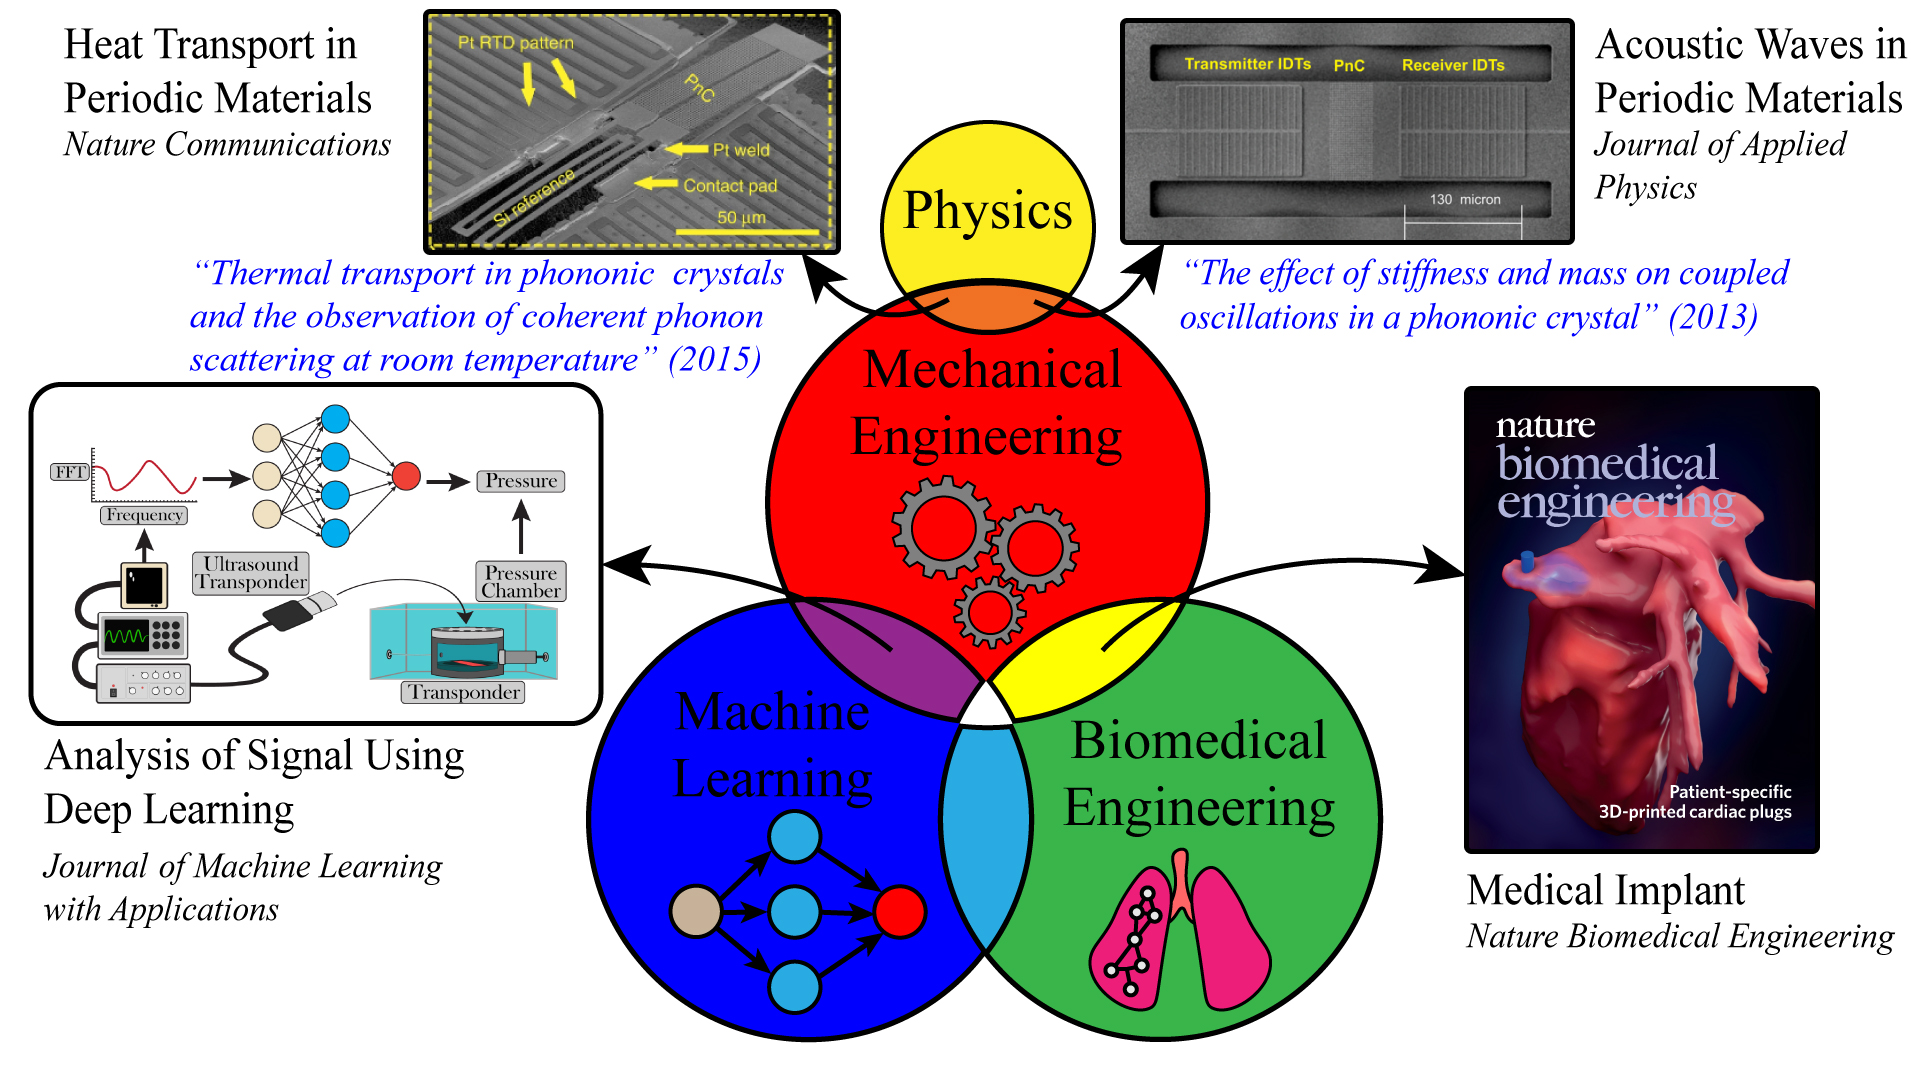 Heat Transport in
Periodic Materials
Nature Communications
Pt RTD pattern
PnC
Pt weld
Contact pad
Si reference
50 µm
“Thermal transport in phononic crystals
and the observation of coherent phonon
scattering at room temperature” (2015)
Physics
Transmitter IDTs
PnC
Receiver IDTs
130 micron
Acoustic Waves in
Periodic Materials
Journal of Applied
Physics
“The effect of stiffness and mass on coupled
oscillations in a phononic crystal” (2013)
Mechanical
Engineering
FFT
Frequency
Pressure
Ultrasound
Transponder
Pressure
Chamber
Transponder
Analysis of Signal Using
Deep Learning
Journal of Machine Learning
with Applications
Machine
Learning
Biomedical
Engineering
nature
biomedical
engineering
Patient-specific
3D-printed cardiac plugs
Medical Implant
Nature Biomedical Engineering